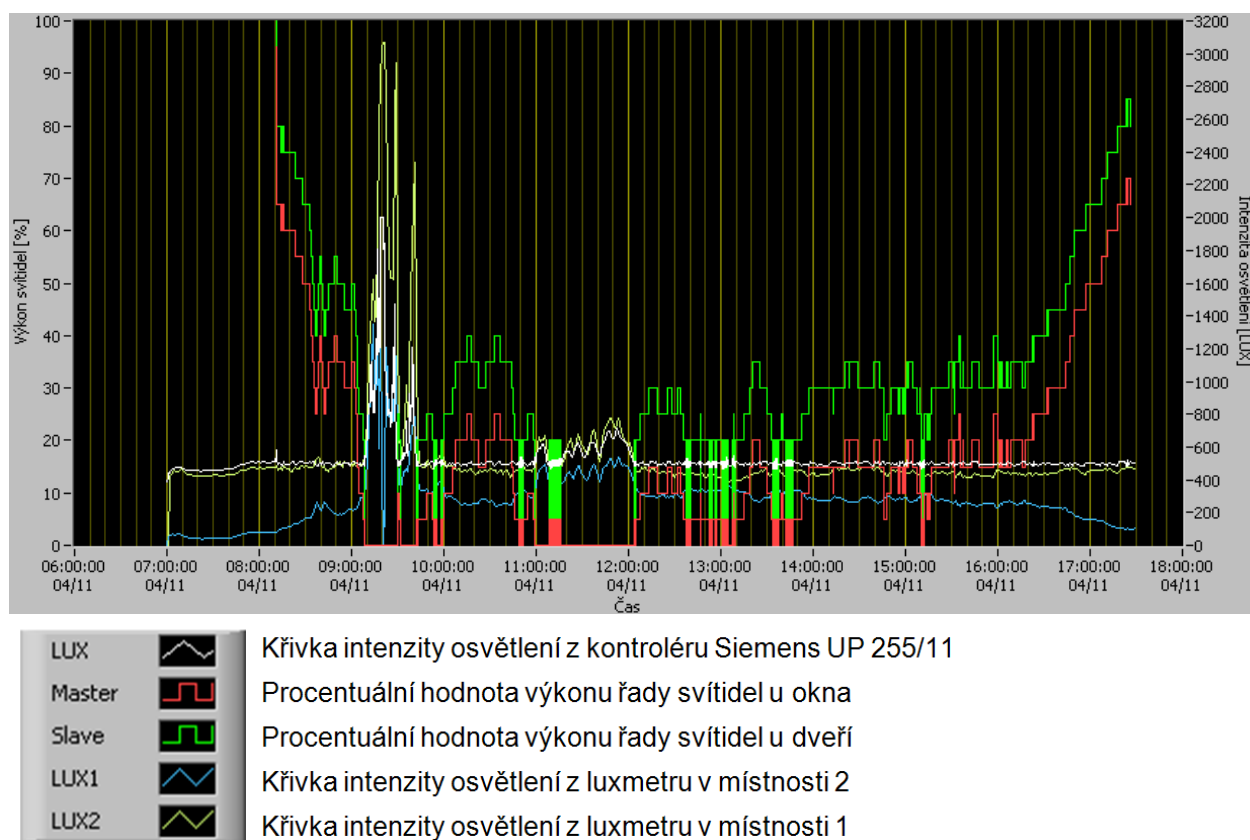 100
90
80
70
60
50
40
30
20
10
0
Výkon svítidel [%]
3200
3000
2800
2600
2400
2200
2000
1800
1600
1400
1200
1000
800
600
400
200
0
Intenzita osvětlení [LUX]
06:00:00 07:00:00 08:00:00 09:00:00 10:00:00 11:00:00 12:00:00 13:00:00 14:00:00 15:00:00 16:00:00 17:00:00 18:00:00
04/11 04/11 04/11 04/11 04/11 04/11 04/11 04/11 04/11 04/11 04/11 04/11 04/11
Čas
LUX Křivka intenzity osvětlení z kontroléru Siemens UP 255/11
Master Procentuální hodnota výkonu řady svítidel u okna
Slave Procentuální hodnota výkonu řady svítidel u dveří
LUX1 Křivka intenzity osvětlení z luxmetru v místnosti 2
LUX2 Křivka intenzity osvětlení z luxmetru v místnosti 1